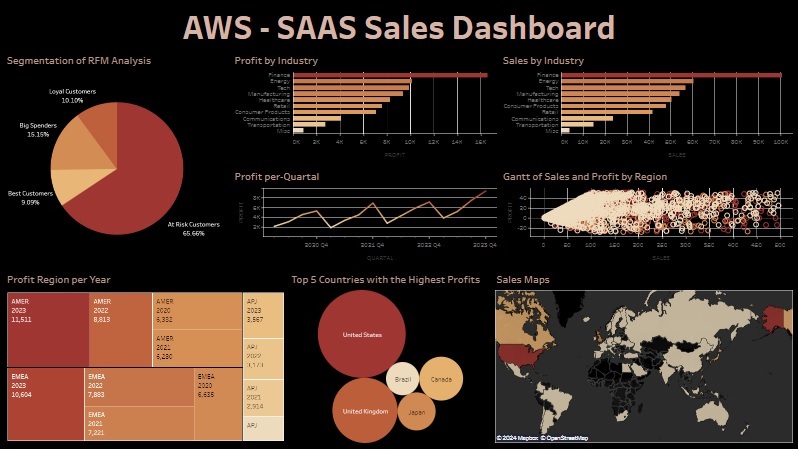 AWS - SAAS Sales Dashboard
Segmentation of RFM Analysis
Loyal Customers
10.10%
Big Spenders
15.15%
Best Customers
9.09%
At Risk Customers
65.66%
Profit by Industry
Finance
Energy
Tech
Manufacturing
Healthcare
Retail
Consumer Products
Communications
Transportation
Misc
0K 2K 4K 6K 8K 10K 12K 14K 16K
PROFIT
Sales by Industry
Finance
Energy
Tech
Manufacturing
Healthcare
Consumer Products
Retail
Communications
Transportation
Misc
0K 10K 20K 30K 40K 50K 60K 70K 80K 90K 100K
SALES
Profit per-Quartal
PROFIT
8K
6K
4K
2K
2020 Q4 2021 Q4 2022 Q4 2023 Q4
QUARTAL
Gantt of Sales and Profit by Region
PROFIT
40
20
0
-20
0 50 100 150 200 250 300 350 400 450 500
SALES
Profit Region per Year
AMER
2023
11,511
AMER
2022
8,813
AMER
2020
6,332
AMER
2021
6,230
APJ
2023
3,567
APJ
2022
3,173
APJ
2021
2,914
APJ
EMEA
2023
10,604
EMEA
2022
7,883
EMEA
2021
7,221
EMEA
2020
6,635
Top 5 Countries with the Highest Profits
United States
Brazil
Canada
United Kingdom
Japan
Sales Maps
© 2024 Mapbox © OpenStreetMap